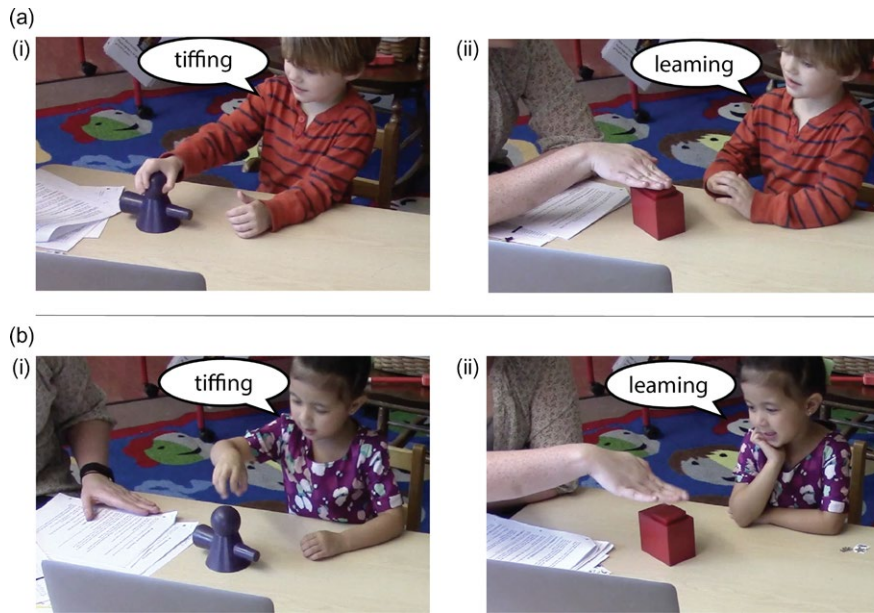 (a)
(i)
tiffing
(ii)
leaming
(b)
(i)
tiffing
(ii)
leaming